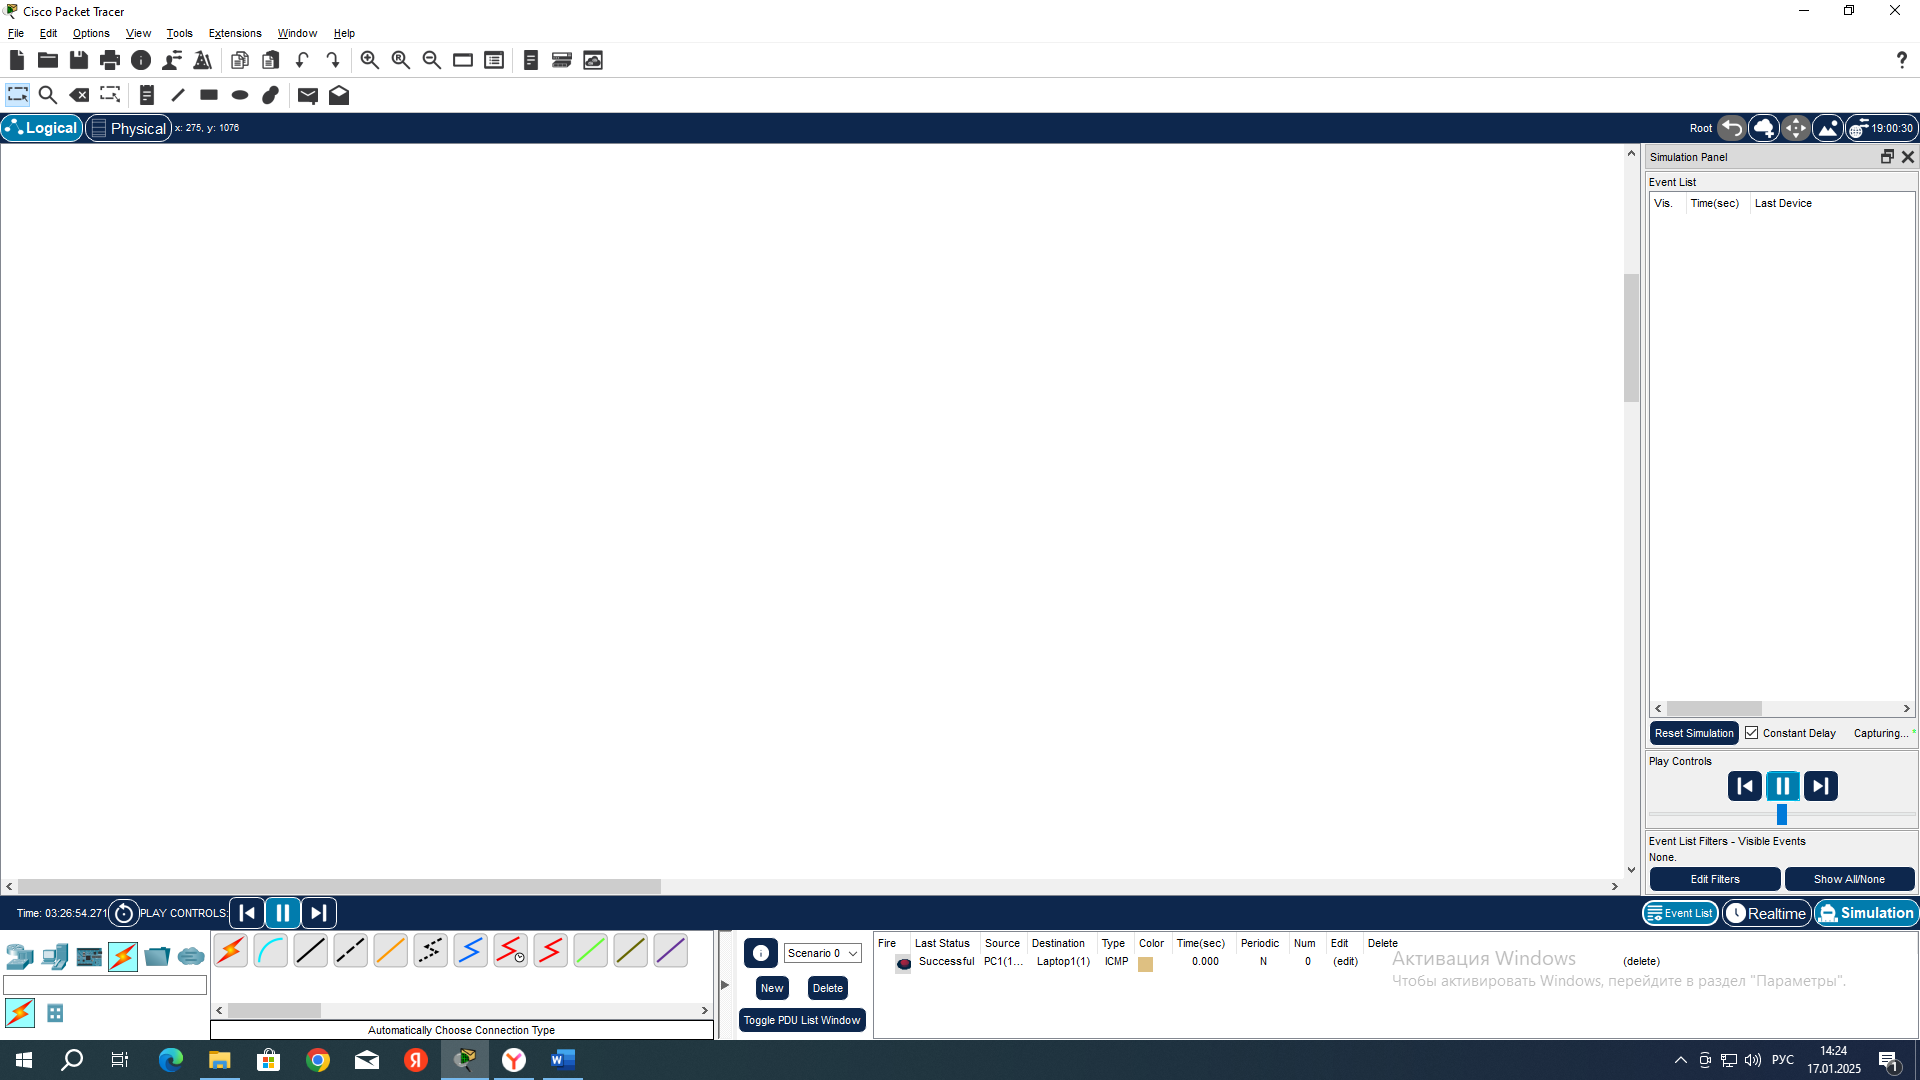 Cisco Packet Tracer
File Edit Options View Tools Extensions Window Help
Logical Physical x: 275, y: 1076 Root 19:00:30
Simulation Panel
Event List
Vis. Time(sec) Last Device
Reset Simulation Constant Delay Capturing... *
Play Controls
Event List Filters - Visible Events
None.
Edit Filters Show All/None
Time: 03:26:54.271 PLAY CONTROLS: Event List Realtime Simulation
Scenario 0
New Delete
Toggle PDU List Window
Fire Last Status Source Destination Type Color Time(sec) Periodic Num Edit Delete
Successful PC1(1... Laptop1(1) ICMP 0.000 N 0 (edit) (delete)
Активация Windows
Чтобы активировать Windows, перейдите в раздел "Параметры".
Automatically Choose Connection Type
РУС 14:24
17.01.2025
1